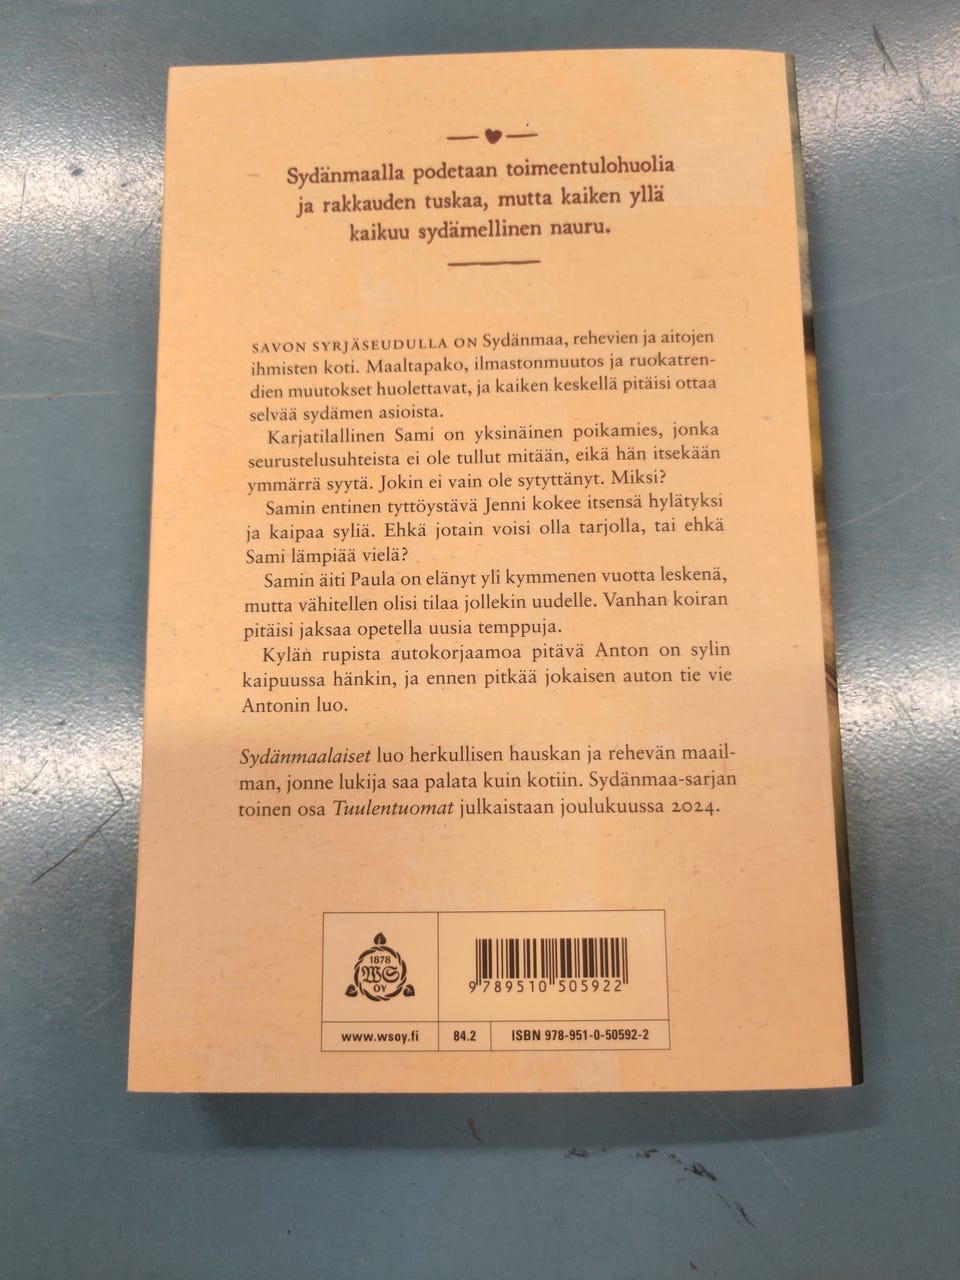 Sydänmaalla podetaan toimeentulohuolia
ja rakkauden tuskaa, mutta kaiken yllä
kaikuu sydämellinen nauru.
SAVON SYRJÄSEUDULLA ON Sydänmaa, rehevien ja aitojen
ihmisten koti. Maaltapako, ilmastonmuutos ja ruokatren-
dien muutokset huolettavat, ja kaiken keskellä pitäisi ottaa
selvää sydämen asioista.
Karjatilallinen Sami on yksinäinen poikamies, jonka
seurustelusuhteista ei ole tullut mitään, eikä hän itsekään
ymmärrä syytä. Jokin ei vain ole sytyttänyt. Miksi?
Samin entinen tyttöystävä Jenni kokee itsensä hylätyksi
ja kaipaa syliä. Ehkä jotain voisi olla tarjolla, tai ehkä
Sami lämpiää vielä?
Samin äiti Paula on elänyt yli kymmenen vuotta leskenä,
mutta vähitellen olisi tilaa jollekin uudelle. Vanhan koiran
pitäisi jaksaa opetella uusia temppuja.
Kylän rupista autokorjaamoa pitävä Anton on sylin
kaipuussa hänkin, ja ennen pitkää jokaisen auton tie vie
Antonin luo.
Sydänmaalaiset luo herkullisen hauskan ja rehevän maail-
man, jonne lukija saa palata kuin kotiin. Sydänmaa-sarjan
toinen osa Tuulentuomat julkaistaan joulukuussa 2024.
1878
WS
OY
9 789510 505922
www.wsoy.fi
84.2
ISBN 978-951-0-50592-2